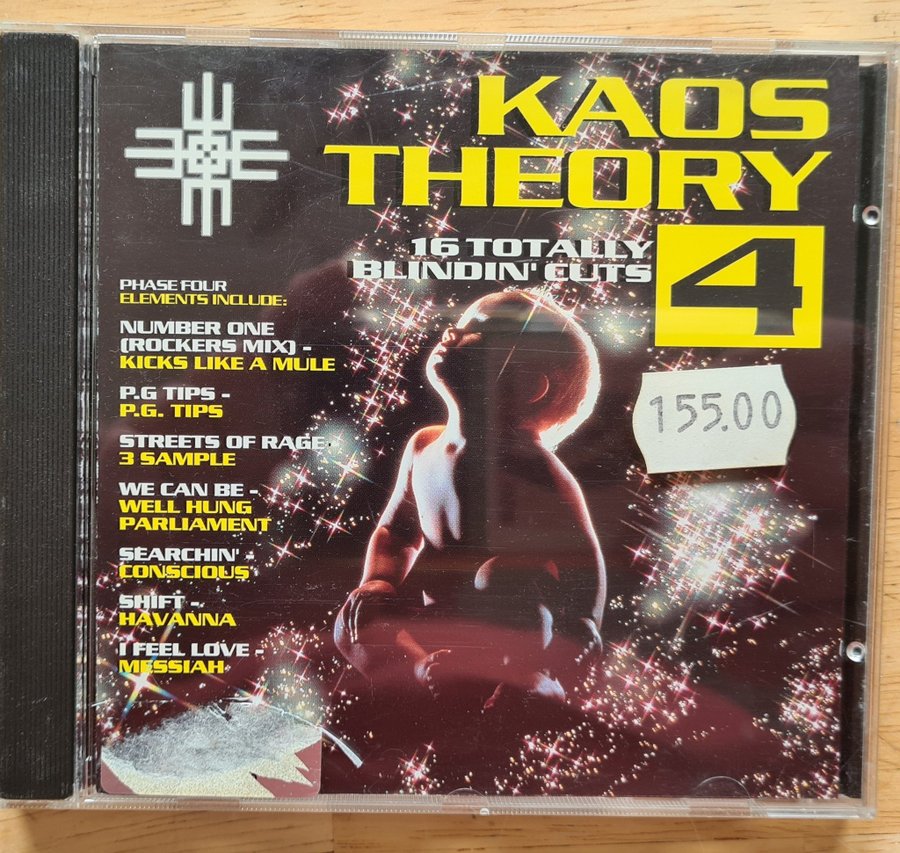 KAOS
THEORY
4
16 TOTALLY
BLINDIN' CUTS
155.00
PHASE FOUR
ELEMENTS INCLUDE:
NUMBER ONE
(ROCKERS MIX) -
KICKS LIKE A MULE
P.G TIPS -
P.G. TIPS
STREETS OF RAGE
3 SAMPLE
WE CAN BE -
WELL HUNG
PARLIAMENT
SEARCHIN' -
CONSCIOUS
SHIFT -
HAVANNA
I FEEL LOVE -
MESSIAH